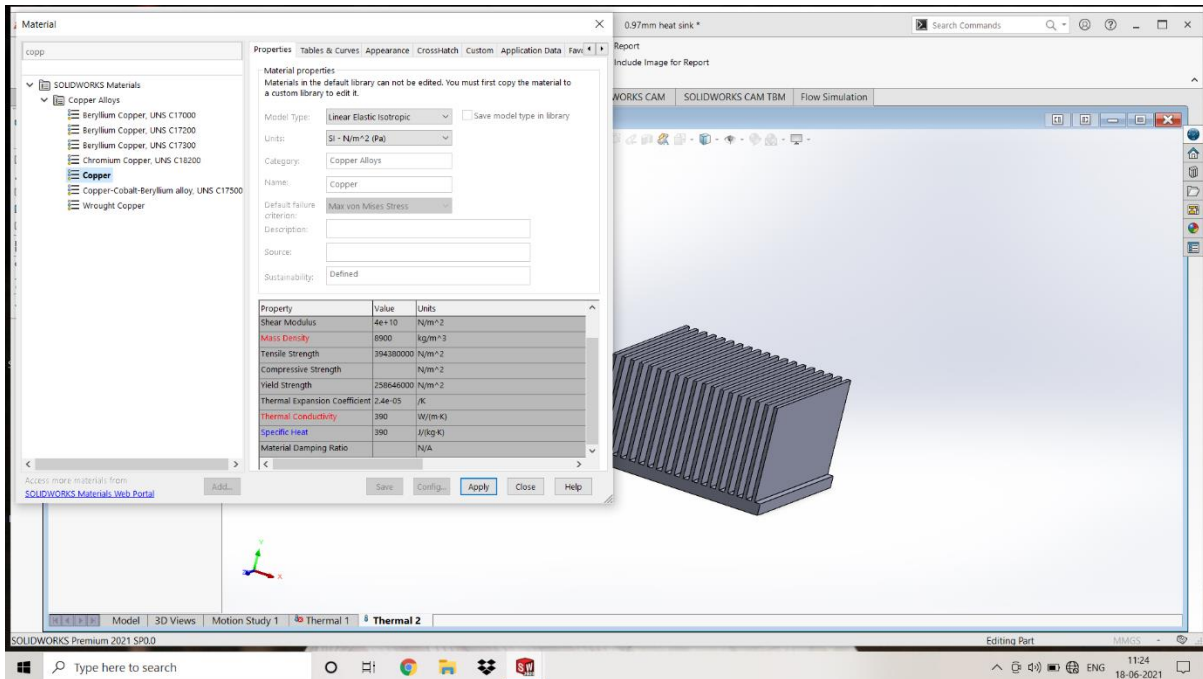 Material
0.97mm heat sink *
Search Commands
copp
SOLIDWORKS Materials
Copper Alloys
Beryllium Copper, UNS C17000
Beryllium Copper, UNS C17200
Beryllium Copper, UNS C17300
Chromium Copper, UNS C18200
Copper
Copper-Cobalt-Beryllium alloy, UNS C17500
Wrought Copper
Access more materials from
SOLIDWORKS Materials Web Portal
Add...
Properties Tables & Curves Appearance CrossHatch Custom Application Data Favo
Material properties
Materials in the default library can not be edited. You must first copy the material to
a custom library to edit it.
Model Type: Linear Elastic Isotropic Save model type in library
Units: SI - N/m^2 (Pa)
Category: Copper Alloys
Name: Copper
Default failure
criterion: Max von Mises Stress
Description:
Source:
Sustainability: Defined
Property Value Units
Shear Modulus 4e+10 N/m^2
Mass Density 8900 kg/m^3
Tensile Strength 394380000 N/m^2
Compressive Strength N/m^2
Yield Strength 258646000 N/m^2
Thermal Expansion Coefficient 2.4e-05 /K
Thermal Conductivity 390 W/(m·K)
Specific Heat 390 J/(kg·K)
Material Damping Ratio N/A
Save Config... Apply Close Help
Report
Include Image for Report
WORKS CAM SOLIDWORKS CAM TBM Flow Simulation
Y
Z X
Model 3D Views Motion Study 1 Thermal 1 Thermal 2
SOLIDWORKS Premium 2021 SP0.0
Editing Part MMGS
Type here to search
ENG 11:24
18-06-2021